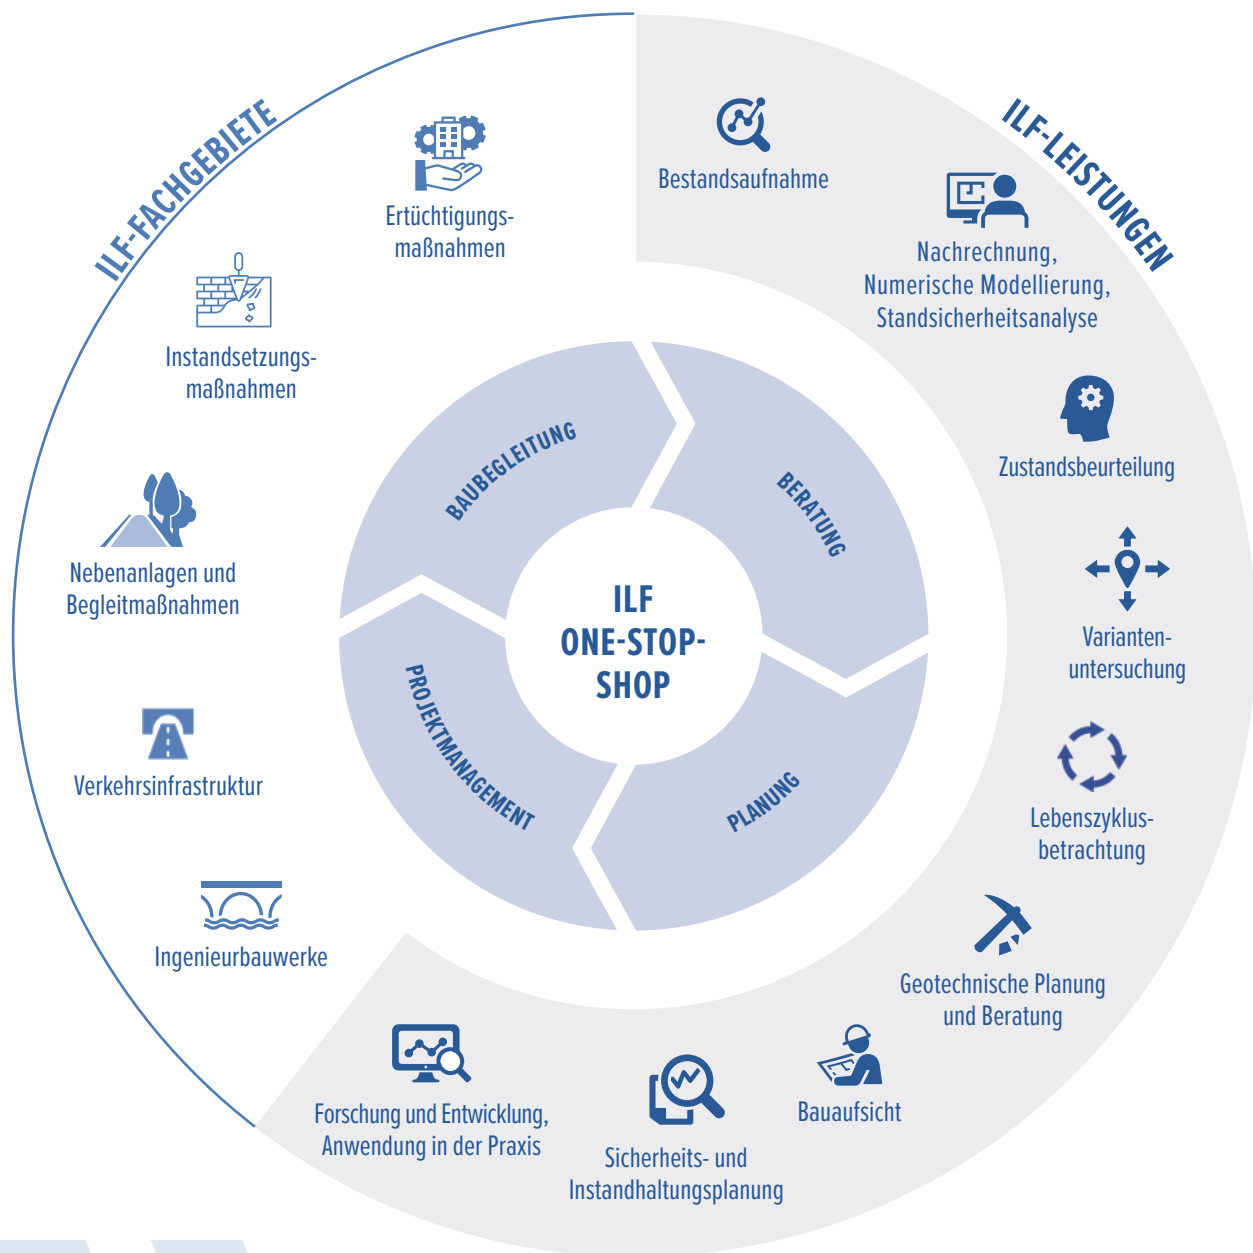 ILF-FACHGEBIETE
Ertüchtigungs-
maßnahmen
Instandsetzungs-
maßnahmen
Nebenanlagen und
Begleitmaßnahmen
Verkehrsinfrastruktur
Ingenieurbauwerke
ILF-LEISTUNGEN
Bestandsaufnahme
Nachrechnung,
Numerische Modellierung,
Standsicherheitsanalyse
Zustandsbeurteilung
Varianten-
untersuchung
Lebenszyklus-
betrachtung
Geotechnische Planung
und Beratung
Bauaufsicht
Sicherheits- und
Instandhaltungsplanung
Forschung und Entwicklung,
Anwendung in der Praxis
BAUBEGLEITUNG
BERATUNG
PLANUNG
PROJEKTMANAGEMENT
ILF
ONE-STOP-
SHOP